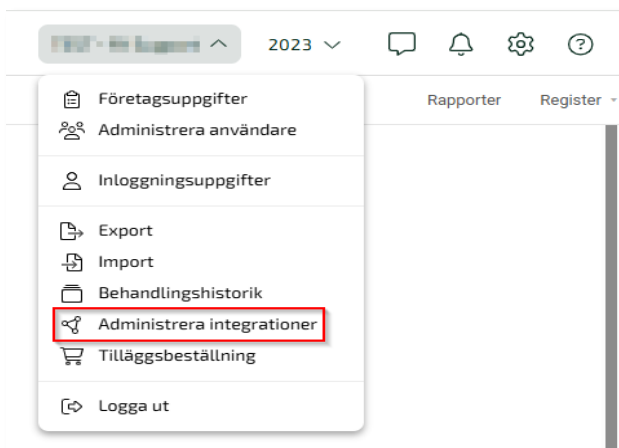 2023
Rapporter Register
Företagsuppgifter
Administrera användare
Inloggningsuppgifter
Export
Import
Behandlingshistorik
Administrera integrationer
Tilläggsbeställning
Logga ut